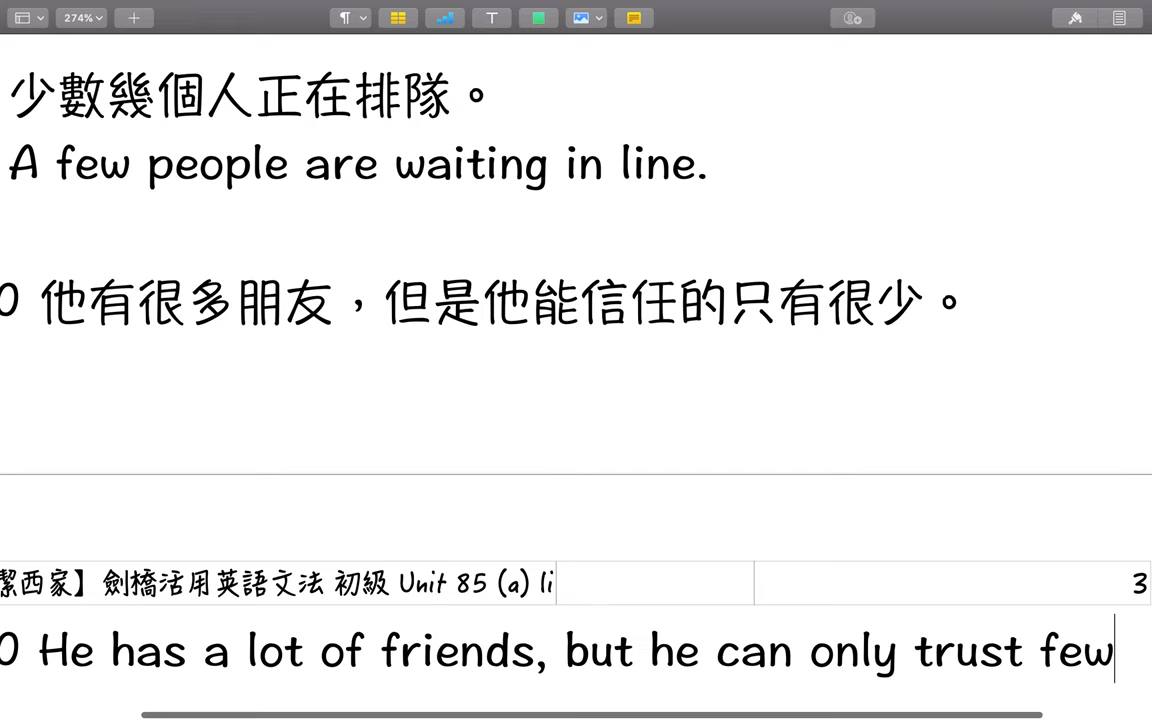 274%
少數幾個人正在排隊。
A few people are waiting in line.
他有很多朋友，但是他能信任的只有很少。
潔西家】劍橋活用英語文法 初級 Unit 85 (a) li
3
He has a lot of friends, but he can only trust few